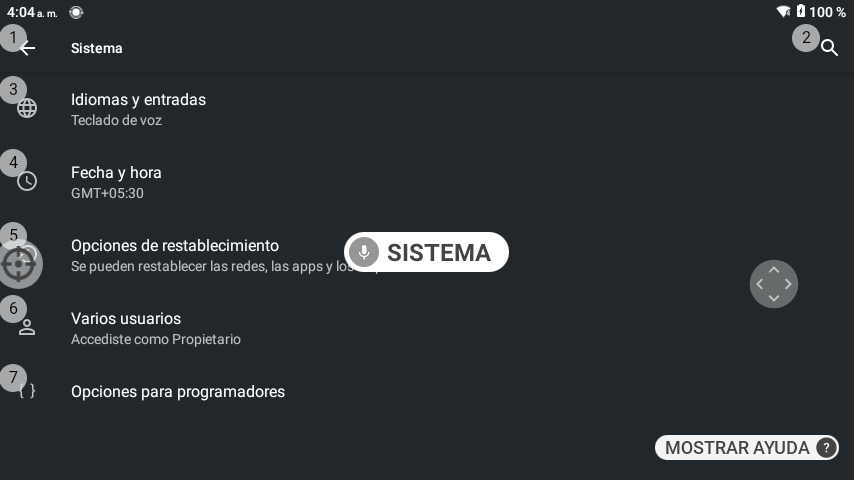 4:04 a. m.
100 %
1
Sistema
2
3
Idiomas y entradas
Teclado de voz
4
Fecha y hora
GMT+05:30
5
Opciones de restablecimiento
Se pueden restablecer las redes, las apps y los
SISTEMA
6
Varios usuarios
Accediste como Propietario
7
{ }
Opciones para programadores
MOSTRAR AYUDA ?